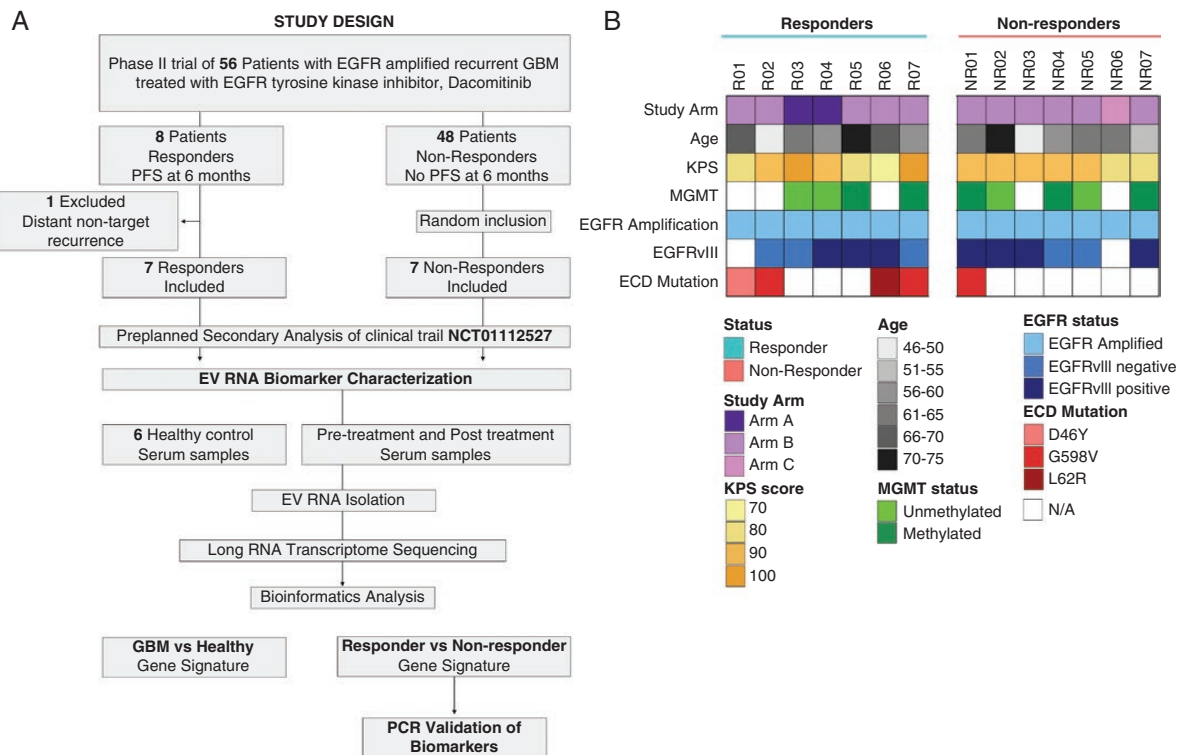 A
STUDY DESIGN
Phase II trial of 56 Patients with EGFR amplified recurrent GBM
treated with EGFR tyrosine kinase inhibitor, Dacomitinib
8 Patients
Responders
PFS at 6 months
48 Patients
Non-Responders
No PFS at 6 months
1 Excluded
Distant non-target
recurrence
Random inclusion
7 Responders
Included
7 Non-Responders
Included
Preplanned Secondary Analysis of clinical trail NCT01112527
EV RNA Biomarker Characterization
6 Healthy control
Serum samples
Pre-treatment and Post treatment
Serum samples
EV RNA Isolation
Long RNA Transcriptome Sequencing
Bioinformatics Analysis
GBM vs Healthy
Gene Signature
Responder vs Non-responder
Gene Signature
PCR Validation of
Biomarkers
B
Responders
Non-responders
R01
R02
R03
R04
R05
R06
R07
NR01
NR02
NR03
NR04
NR05
NR06
NR07
Study Arm
Age
KPS
MGMT
EGFR Amplification
EGFRvIII
ECD Mutation
Status
Responder
Non-Responder
Study Arm
Arm A
Arm B
Arm C
KPS score
70
80
90
100
Age
46-50
51-55
56-60
61-65
66-70
70-75
MGMT status
Unmethylated
Methylated
EGFR status
EGFR Amplified
EGFRvIII negative
EGFRvIII positive
ECD Mutation
D46Y
G598V
L62R
N/A